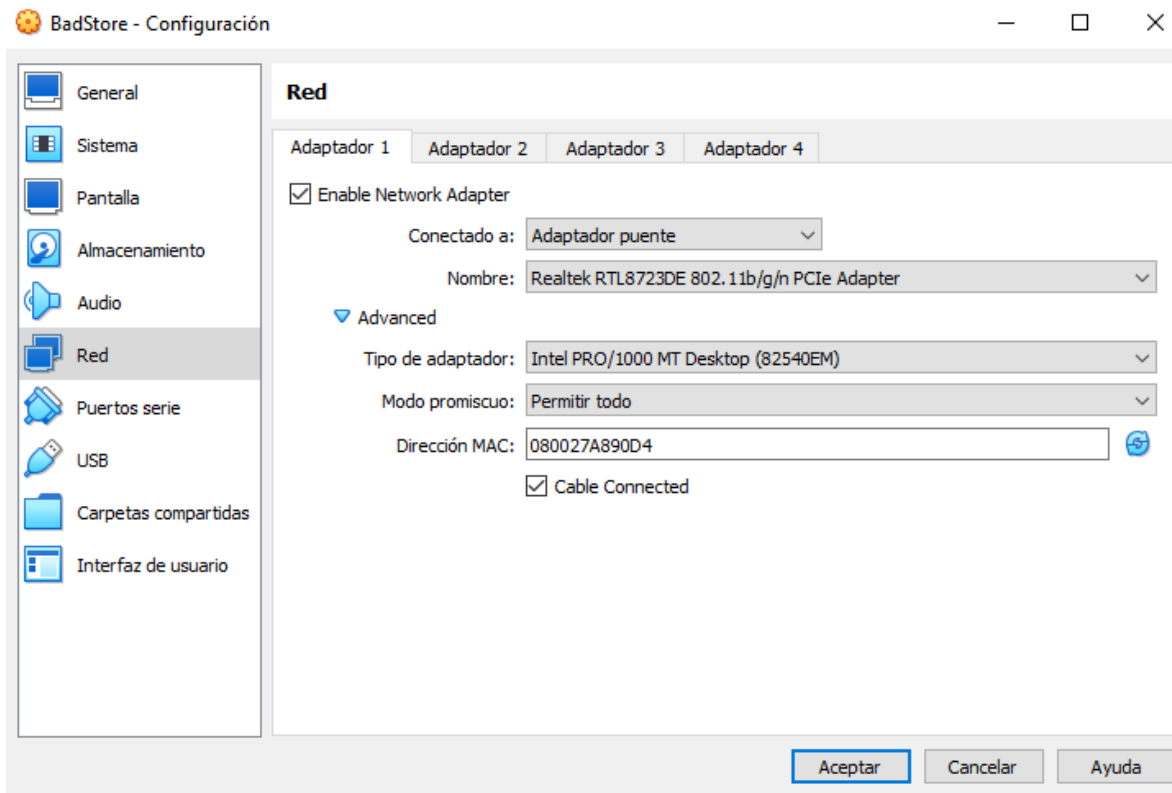 BadStore - Configuración
General
Sistema
Pantalla
Almacenamiento
Audio
Red
Puertos serie
USB
Carpetas compartidas
Interfaz de usuario
Red
Adaptador 1 Adaptador 2 Adaptador 3 Adaptador 4
Enable Network Adapter
Conectado a: Adaptador puente
Nombre: Realtek RTL8723DE 802.11b/g/n PCIe Adapter
Advanced
Tipo de adaptador: Intel PRO/1000 MT Desktop (82540EM)
Modo promiscuo: Permitir todo
Dirección MAC: 080027A890D4
Cable Connected
Aceptar Cancelar Ayuda